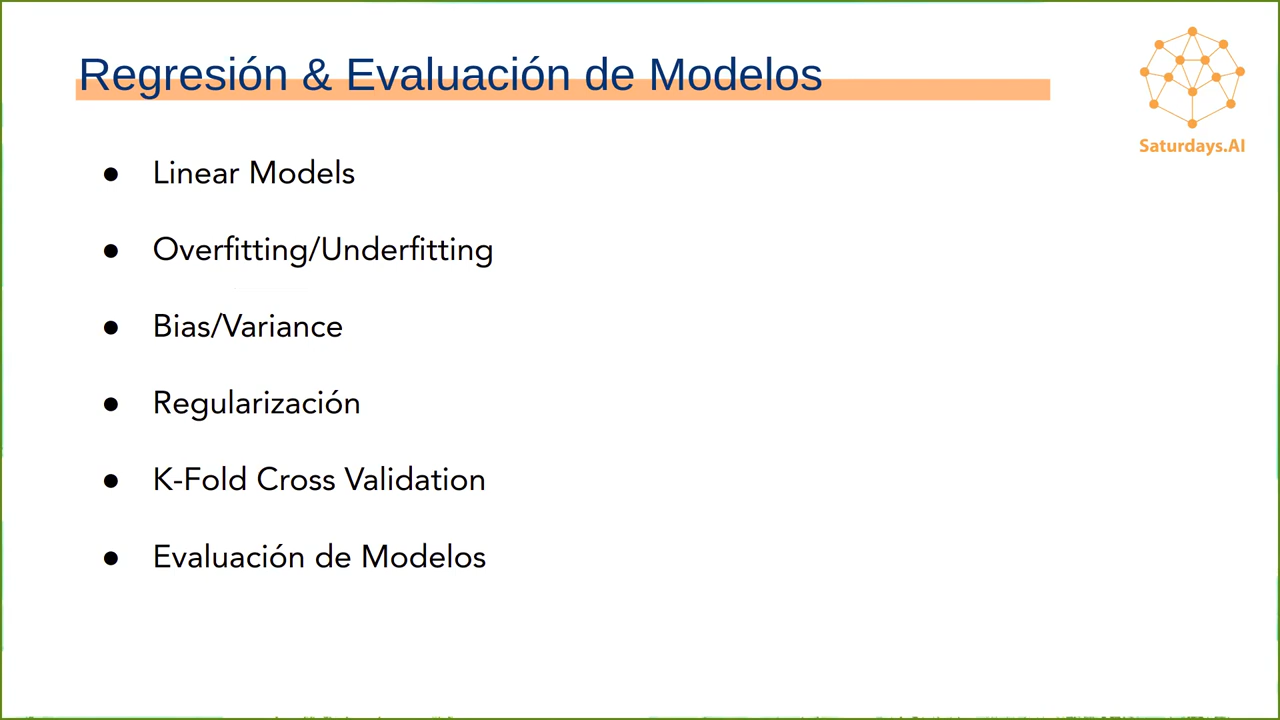 Regresión & Evaluación de Modelos
Saturdays.AI
● Linear Models
● Overfitting/Underfitting
● Bias/Variance
● Regularización
● K-Fold Cross Validation
● Evaluación de Modelos